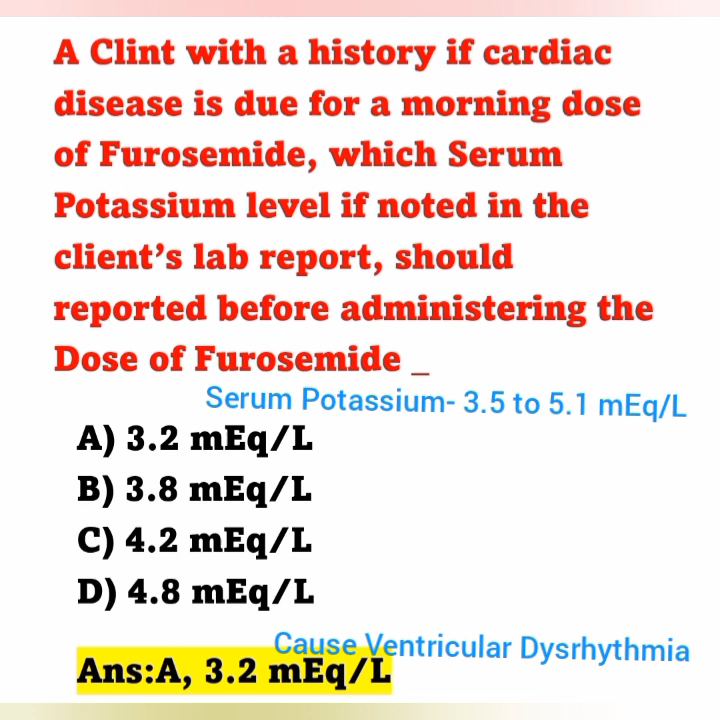 A Clint with a history if cardiac
disease is due for a morning dose
of Furosemide, which Serum
Potassium level if noted in the
client’s lab report, should
reported before administering the
Dose of Furosemide _
Serum Potassium- 3.5 to 5.1 mEq/L
A) 3.2 mEq/L
B) 3.8 mEq/L
C) 4.2 mEq/L
D) 4.8 mEq/L
Cause Ventricular Dysrhythmia
Ans:A, 3.2 mEq/L